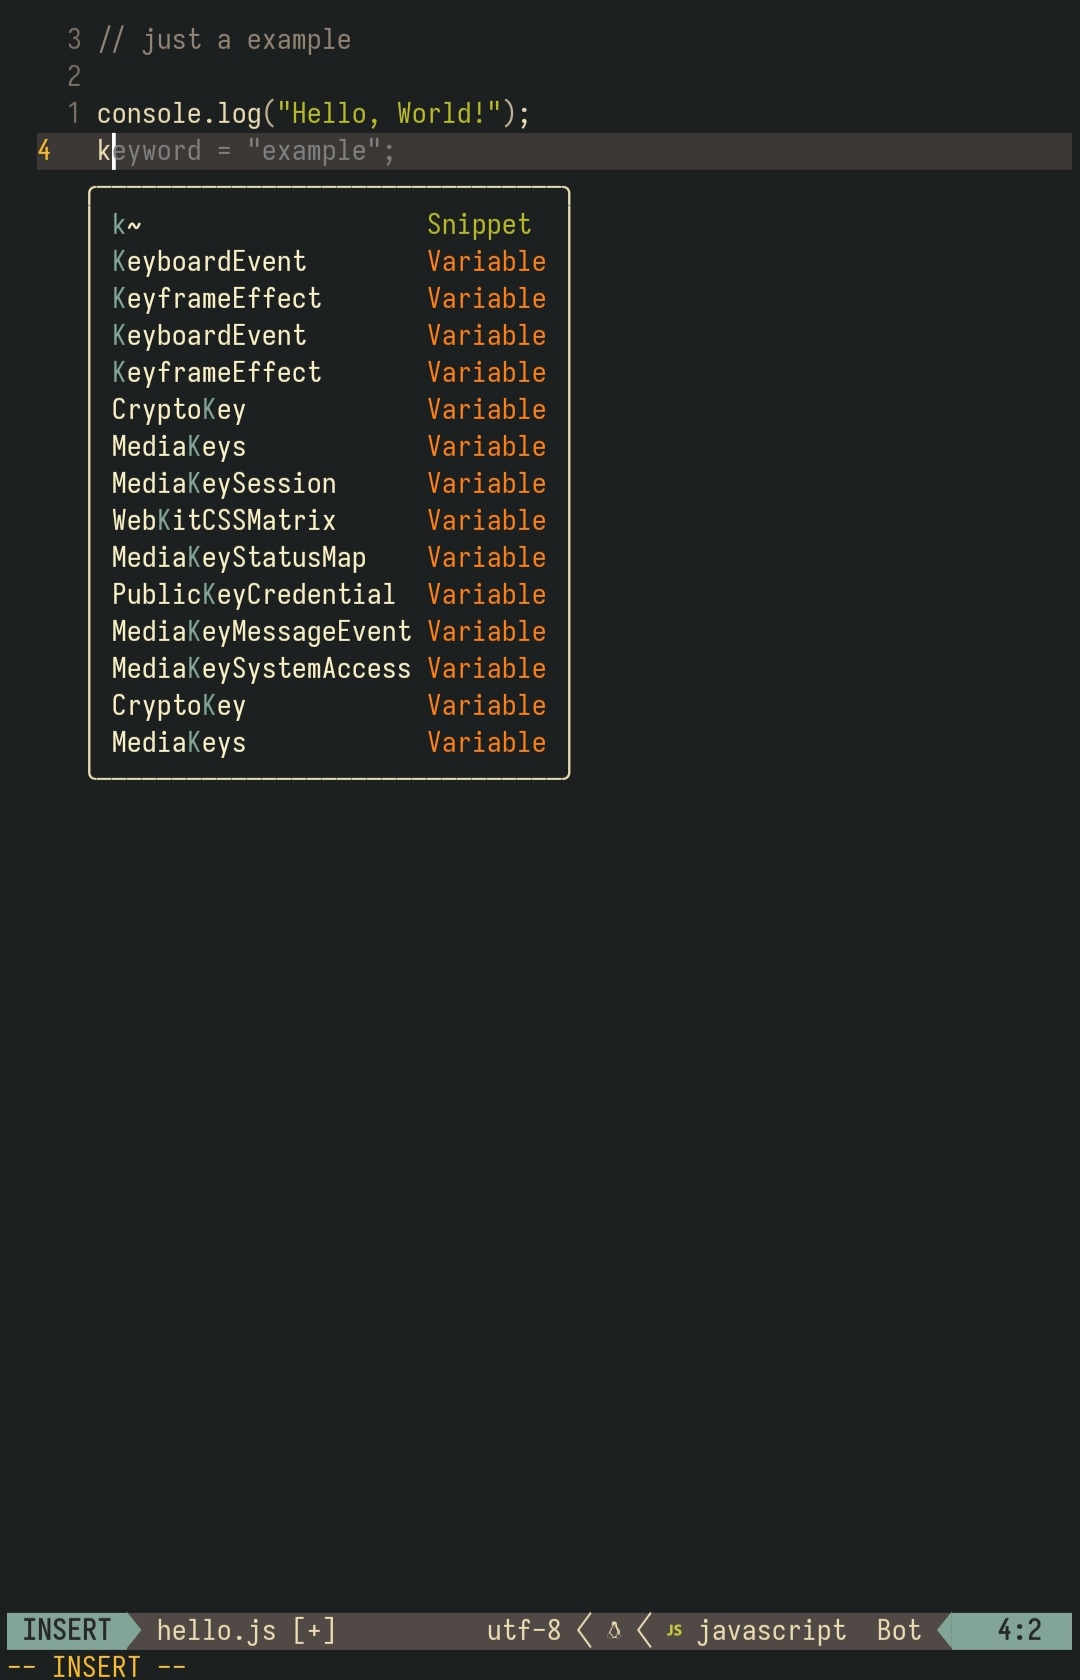 3 // just a example
2
1 console.log("Hello, World!");
4 keyword = "example";
k~ Snippet
KeyboardEvent Variable
KeyframeEffect Variable
KeyboardEvent Variable
KeyframeEffect Variable
CryptoKey Variable
MediaKeys Variable
MediaKeySession Variable
WebKitCSSMatrix Variable
MediaKeyStatusMap Variable
PublicKeyCredential Variable
MediaKeyMessageEvent Variable
MediaKeySystemAccess Variable
CryptoKey Variable
MediaKeys Variable
INSERT hello.js [+] utf-8 JS javascript Bot 4:2
-- INSERT --